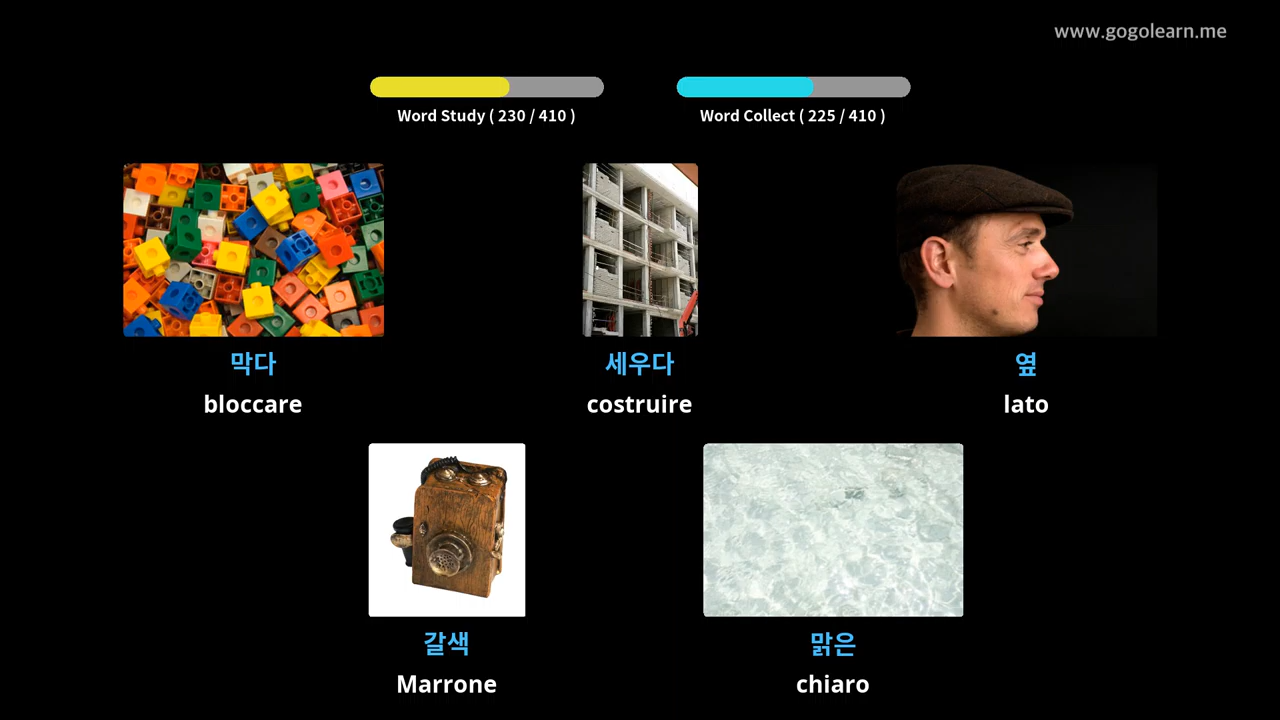 www.gogolearn.me
Word Study ( 230 / 410 )
Word Collect ( 225 / 410 )
막다
세우다
옆
bloccare
costruire
lato
갈색
맑은
Marrone
chiaro